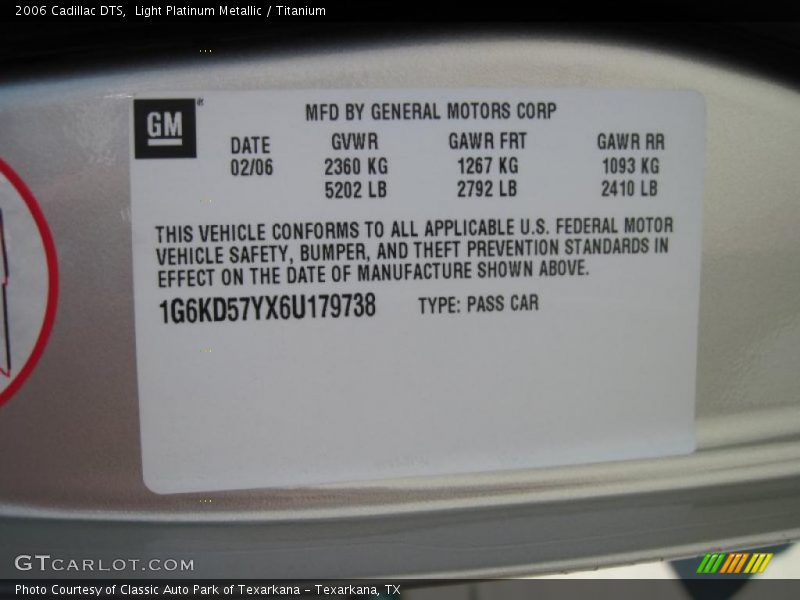 2006 Cadillac DTS,  Light Platinum Metallic / Titanium
GM®
MFD BY GENERAL MOTORS CORP
DATE GVWR GAWR FRT GAWR RR
02/06 2360 KG 1267 KG 1093 KG
5202 LB 2792 LB 2410 LB
THIS VEHICLE CONFORMS TO ALL APPLICABLE U.S. FEDERAL MOTOR
VEHICLE SAFETY, BUMPER, AND THEFT PREVENTION STANDARDS IN
EFFECT ON THE DATE OF MANUFACTURE SHOWN ABOVE.
1G6KD57YX6U179738 TYPE: PASS CAR
GTCARLOT.COM
Photo Courtesy of Classic Auto Park of Texarkana - Texarkana, TX